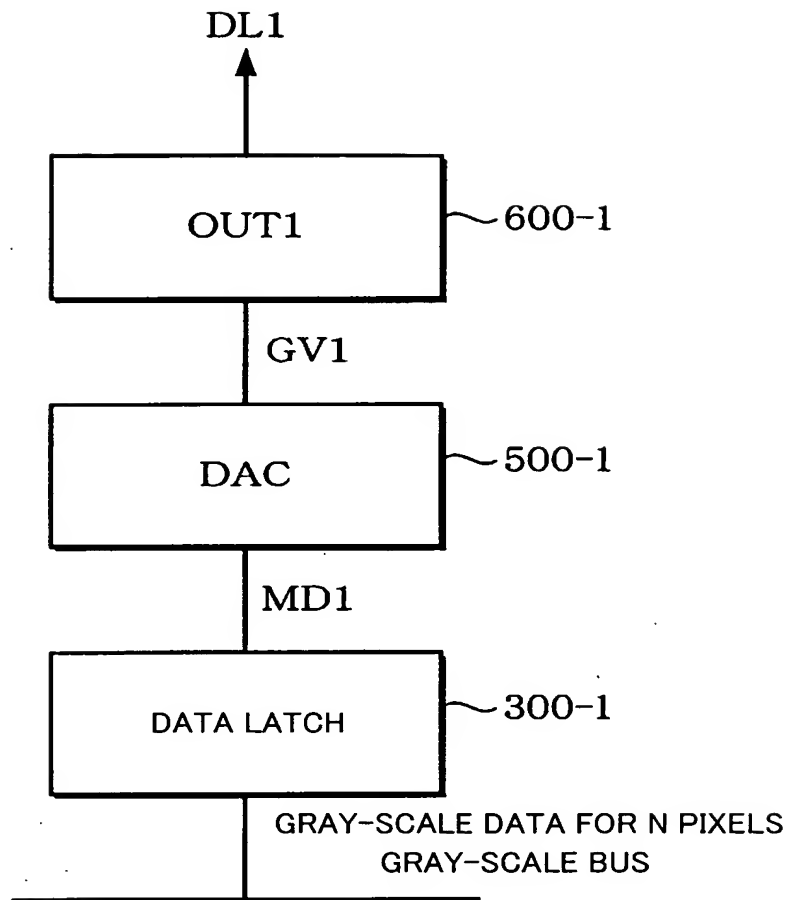 DL1
OUT1
600-1
GV1
DAC
500-1
MD1
DATA LATCH
300-1
GRAY-SCALE DATA FOR N PIXELS
GRAY-SCALE BUS